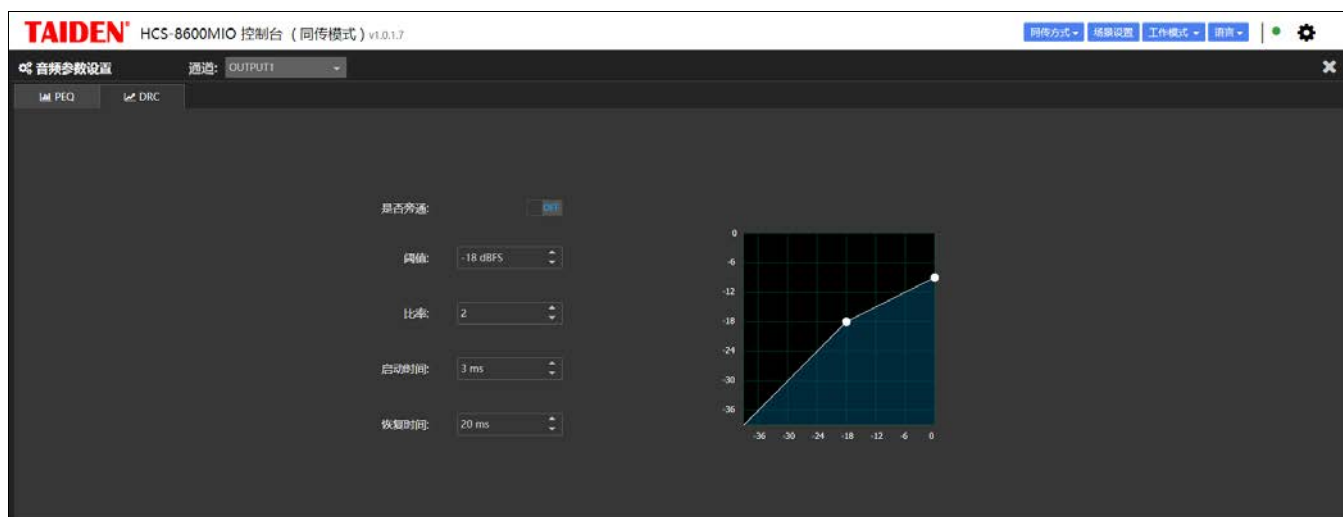 TAIDEN® HCS-8600MIO 控制台 (同传模式) v1.0.1.7
同传方式 场景设置 工作模式 语言
音频参数设置 通道: OUTPUT1
PEQ DRC
是否旁通: OFF
阈值: -18 dBFS
比率: 2
启动时间: 3 ms
恢复时间: 20 ms
0
-6
-12
-18
-24
-30
-36
-36 -30 -24 -18 -12 -6 0